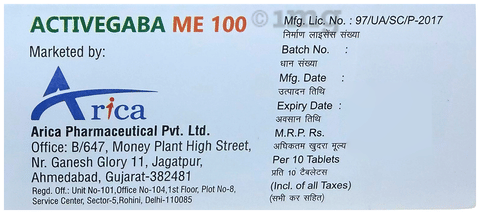 ACTIVEGABA ME 100
Marketed by:
Arica
Arica Pharmaceutical Pvt. Ltd.
Office: B/647, Money Plant High Street,
Nr. Ganesh Glory 11, Jagatpur,
Ahmedabad, Gujarat-382481
Regd. Off.: Unit No-101,Office No-104,1st Floor, Plot No-8,
Service Center, Sector-5,Rohini, Delhi-110085
1mg
Mfg. Lic. No. : 97/UA/SC/P-2017
निर्माण लाइसेंस संख्या
Batch No. :
धान संख्या
Mfg. Date :
उत्पादन तिथि
Expiry Date :
अवसान तिथि
M.R.P. Rs.
अधिकतम खुदरा मूल्य
Per 10 Tablets
प्रति 10 टैबलेटस
(Incl. of all Taxes)
(सभी कर सहित)